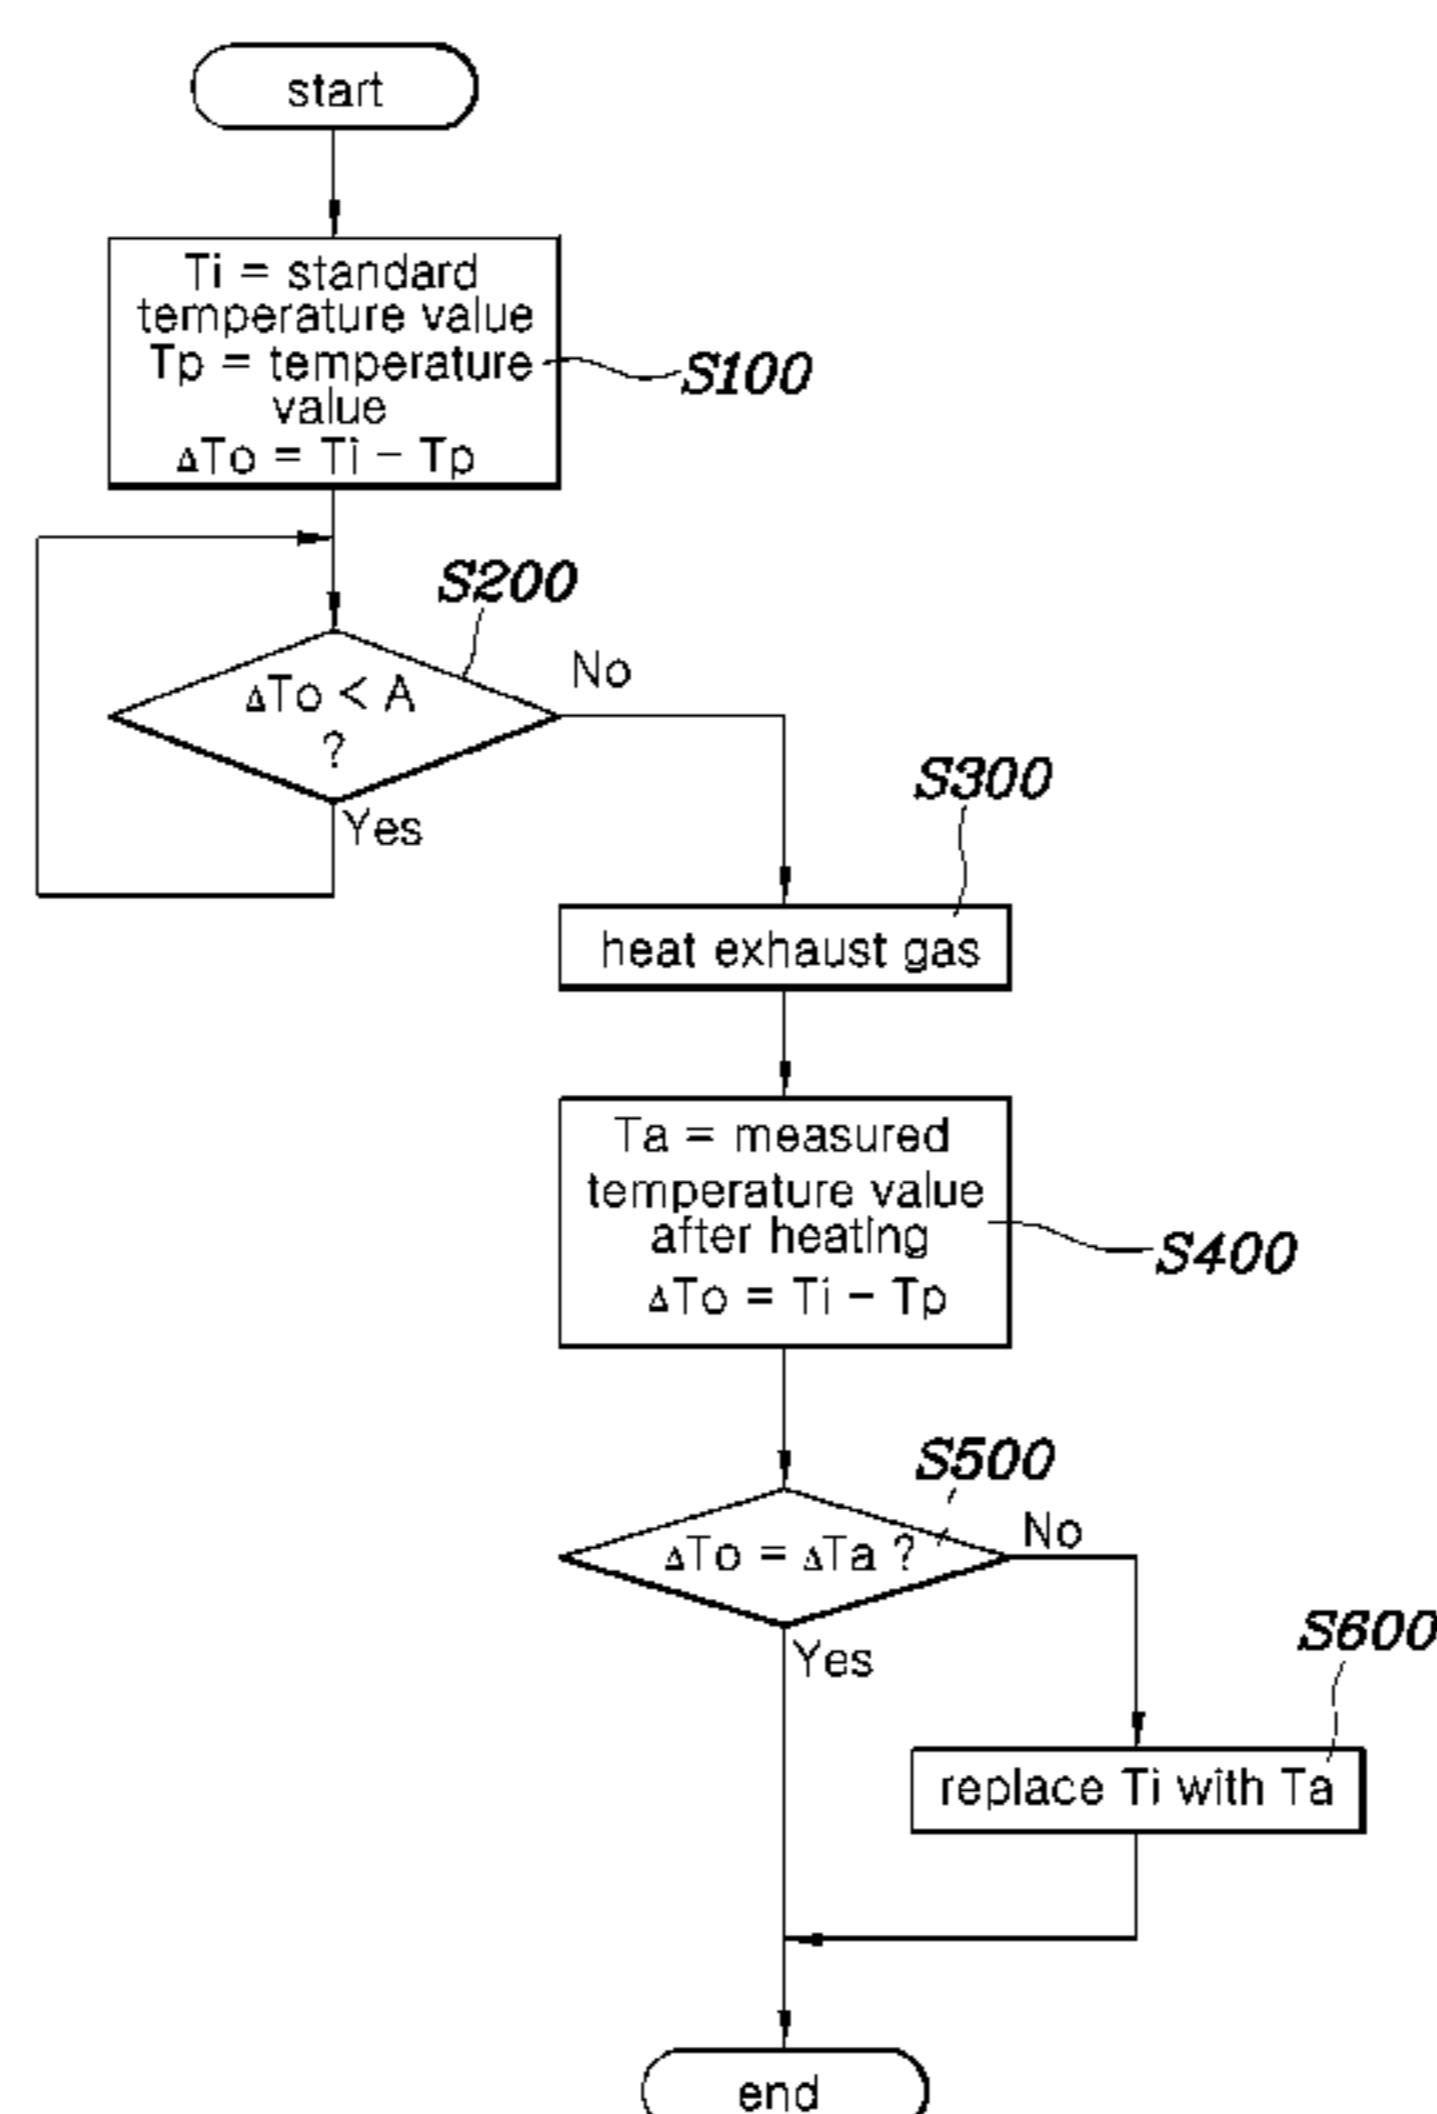 start
Ti = standard
temperature value
Tp = temperature
value
ΔTo = Ti - Tp
S100
S200
ΔTo < A
?
No
Yes
S300
heat exhaust gas
Ta = measured
temperature value
after heating
ΔTo = Ti - Tp
S400
S500
ΔTo = ΔTa ?
No
Yes
S600
replace Ti with Ta
end